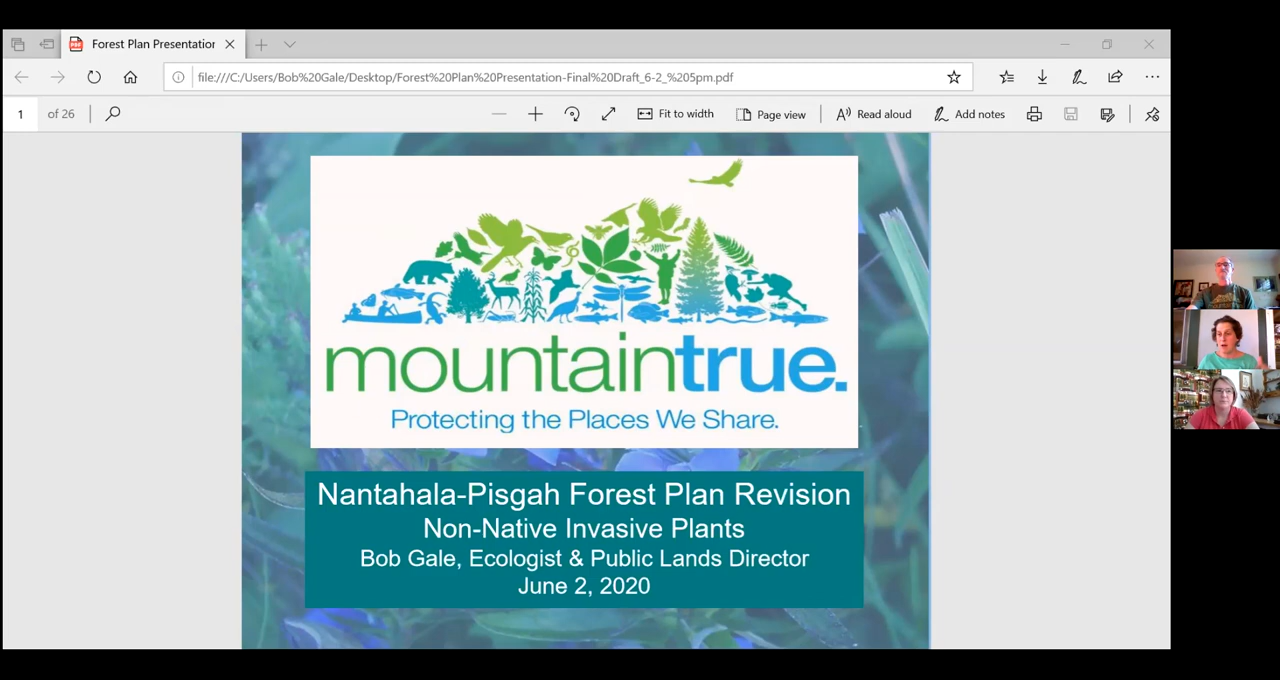 Forest Plan Presentation
file:///C:/Users/Bob%20Gale/Desktop/Forest%20Plan%20Presentation-Final%20Draft_6-2_%205pm.pdf
1 of 26 Fit to width Page view Read aloud Add notes
mountaintrue.
Protecting the Places We Share.
Nantahala-Pisgah Forest Plan Revision
Non-Native Invasive Plants
Bob Gale, Ecologist & Public Lands Director
June 2, 2020